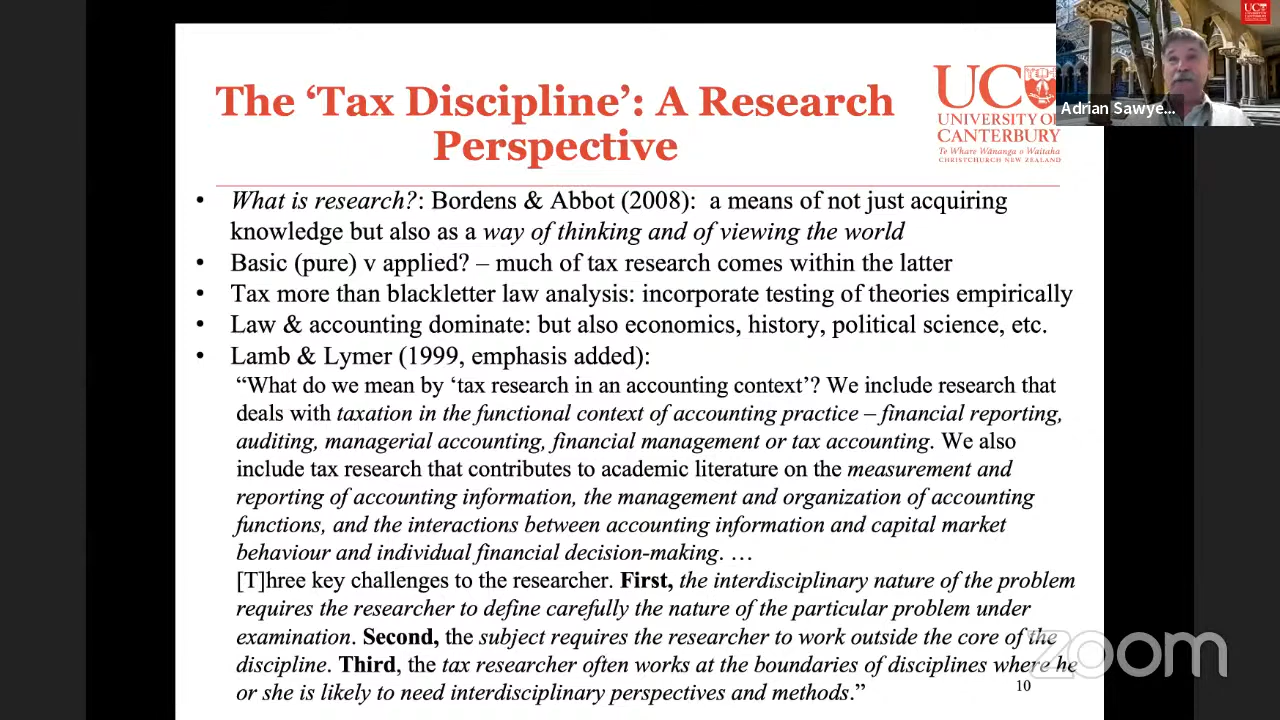 The ‘Tax Discipline’: A Research
Perspective
UC
UNIVERSITY OF
CANTERBURY
Te Whare Wānanga o Waitaha
CHRISTCHURCH NEW ZEALAND
UC
Adrian Sawye...
• What is research?: Bordens & Abbot (2008): a means of not just acquiring
knowledge but also as a way of thinking and of viewing the world
• Basic (pure) v applied? – much of tax research comes within the latter
• Tax more than blackletter law analysis: incorporate testing of theories empirically
• Law & accounting dominate: but also economics, history, political science, etc.
• Lamb & Lymer (1999, emphasis added):
“What do we mean by ‘tax research in an accounting context’? We include research that
deals with taxation in the functional context of accounting practice – financial reporting,
auditing, managerial accounting, financial management or tax accounting. We also
include tax research that contributes to academic literature on the measurement and
reporting of accounting information, the management and organization of accounting
functions, and the interactions between accounting information and capital market
behaviour and individual financial decision-making. …
[T]hree key challenges to the researcher. First, the interdisciplinary nature of the problem
requires the researcher to define carefully the nature of the particular problem under
examination. Second, the subject requires the researcher to work outside the core of the
discipline. Third, the tax researcher often works at the boundaries of disciplines where he
or she is likely to need interdisciplinary perspectives and methods.”
10
zoom